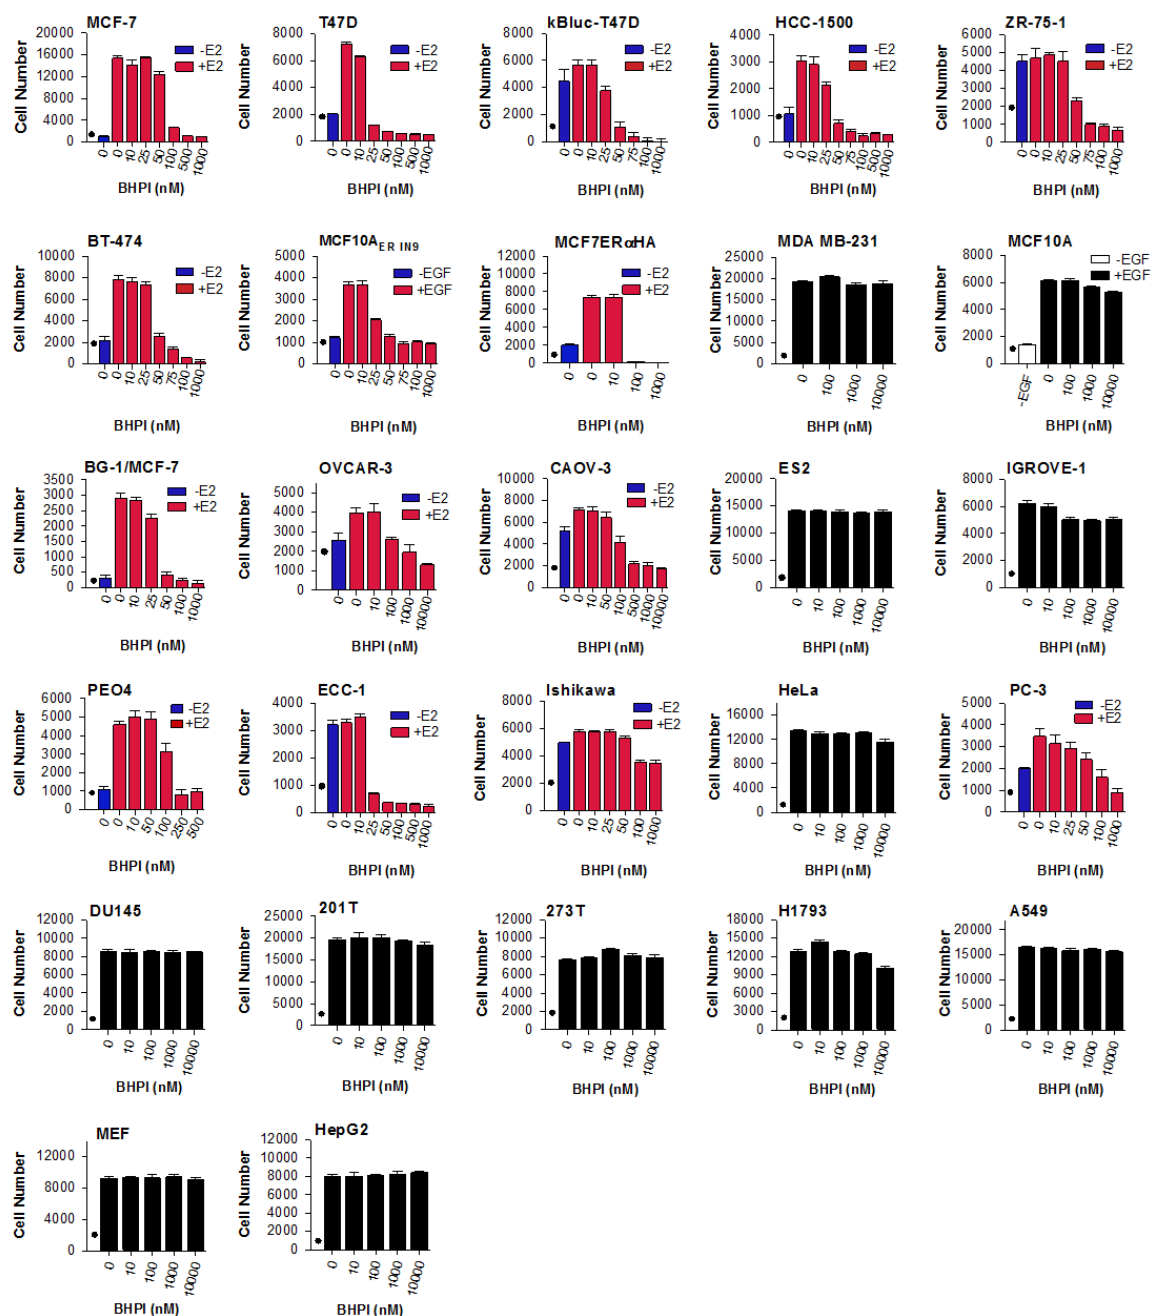 MCF-7
Cell Number
20000
16000
12000
8000
4000
0
-E2
+E2
0 0 10 25 50 100 500 1000
BHPI (nM)
T47D
Cell Number
8000
6000
4000
2000
0
-E2
+E2
0 0 10 25 50 100 500 1000
BHPI (nM)
kBluc-T47D
Cell Number
8000
6000
4000
2000
0
-E2
+E2
0 0 10 25 50 75 100 1000
BHPI (nM)
HCC-1500
Cell Number
4000
3000
2000
1000
0
-E2
+E2
0 0 10 25 50 75 100 500 1000
BHPI (nM)
ZR-75-1
Cell Number
6000
5000
4000
3000
2000
1000
0
-E2
+E2
0 0 10 25 50 75 100 1000
BHPI (nM)
BT-474
Cell Number
10000
8000
6000
4000
2000
0
-E2
+E2
0 0 10 25 50 75 100 1000
BHPI (nM)
MCF10A ER IN9
Cell Number
5000
4000
3000
2000
1000
0
-EGF
+EGF
0 0 10 25 50 75 100 1000
BHPI (nM)
MCF7ERαHA
Cell Number
12000
10000
8000
6000
4000
2000
0
-E2
+E2
0 0 10 100 1000
BHPI (nM)
MDA MB-231
Cell Number
25000
20000
15000
10000
5000
0
0 100 1000 10000
BHPI (nM)
MCF10A
Cell Number
8000
6000
4000
2000
0
-EGF
+EGF
-EGF 0 100 1000 10000
BHPI (nM)
BG-1/MCF-7
Cell Number
3500
3000
2500
2000
1500
1000
500
0
-E2
+E2
0 0 10 25 50 100 1000
BHPI (nM)
OVCAR-3
Cell Number
5000
4000
3000
2000
1000
0
-E2
+E2
0 0 10 100 1000 10000
BHPI (nM)
CAOV-3
Cell Number
10000
8000
6000
4000
2000
0
-E2
+E2
0 0 10 50 100 500 1000 10000
BHPI (nM)
ES2
Cell Number
20000
15000
10000
5000
0
0 10 100 1000 10000
BHPI (nM)
IGROVE-1
Cell Number
8000
6000
4000
2000
0
0 10 100 1000 10000
BHPI (nM)
PEO4
Cell Number
6000
5000
4000
3000
2000
1000
0
-E2
+E2
0 0 10 50 100 250 500
BHPI (nM)
ECC-1
Cell Number
4000
3000
2000
1000
0
-E2
+E2
0 0 10 25 50 100 500 1000
BHPI (nM)
Ishikawa
Cell Number
8000
6000
4000
2000
0
-E2
+E2
0 0 10 25 50 100 1000
BHPI (nM)
HeLa
Cell Number
16000
12000
8000
4000
0
0 10 100 1000 10000
BHPI (nM)
PC-3
Cell Number
5000
4000
3000
2000
1000
0
-E2
+E2
0 0 10 25 50 100 1000
BHPI (nM)
DU145
Cell Number
12000
10000
8000
6000
4000
2000
0
0 10 100 1000 10000
BHPI (nM)
201T
Cell Number
25000
20000
15000
25000
5000
0
0 10 100 1000 10000
BHPI (nM)
273T
Cell Number
12000
10000
8000
6000
4000
2000
0
0 10 100 1000 10000
BHPI (nM)
H1793
Cell Number
18000
15000
12000
9000
6000
3000
0
0 10 100 1000 10000
BHPI (nM)
A549
Cell Number
20000
15000
10000
5000
0
0 10 100 1000 10000
BHPI (nM)
MEF
Cell Number
12000
8000
4000
0
0 10 100 1000 10000
BHPI (nM)
HepG2
Cell Number
12000
10000
8000
6000
4000
2000
0
0 10 100 1000 10000
BHPI (nM)